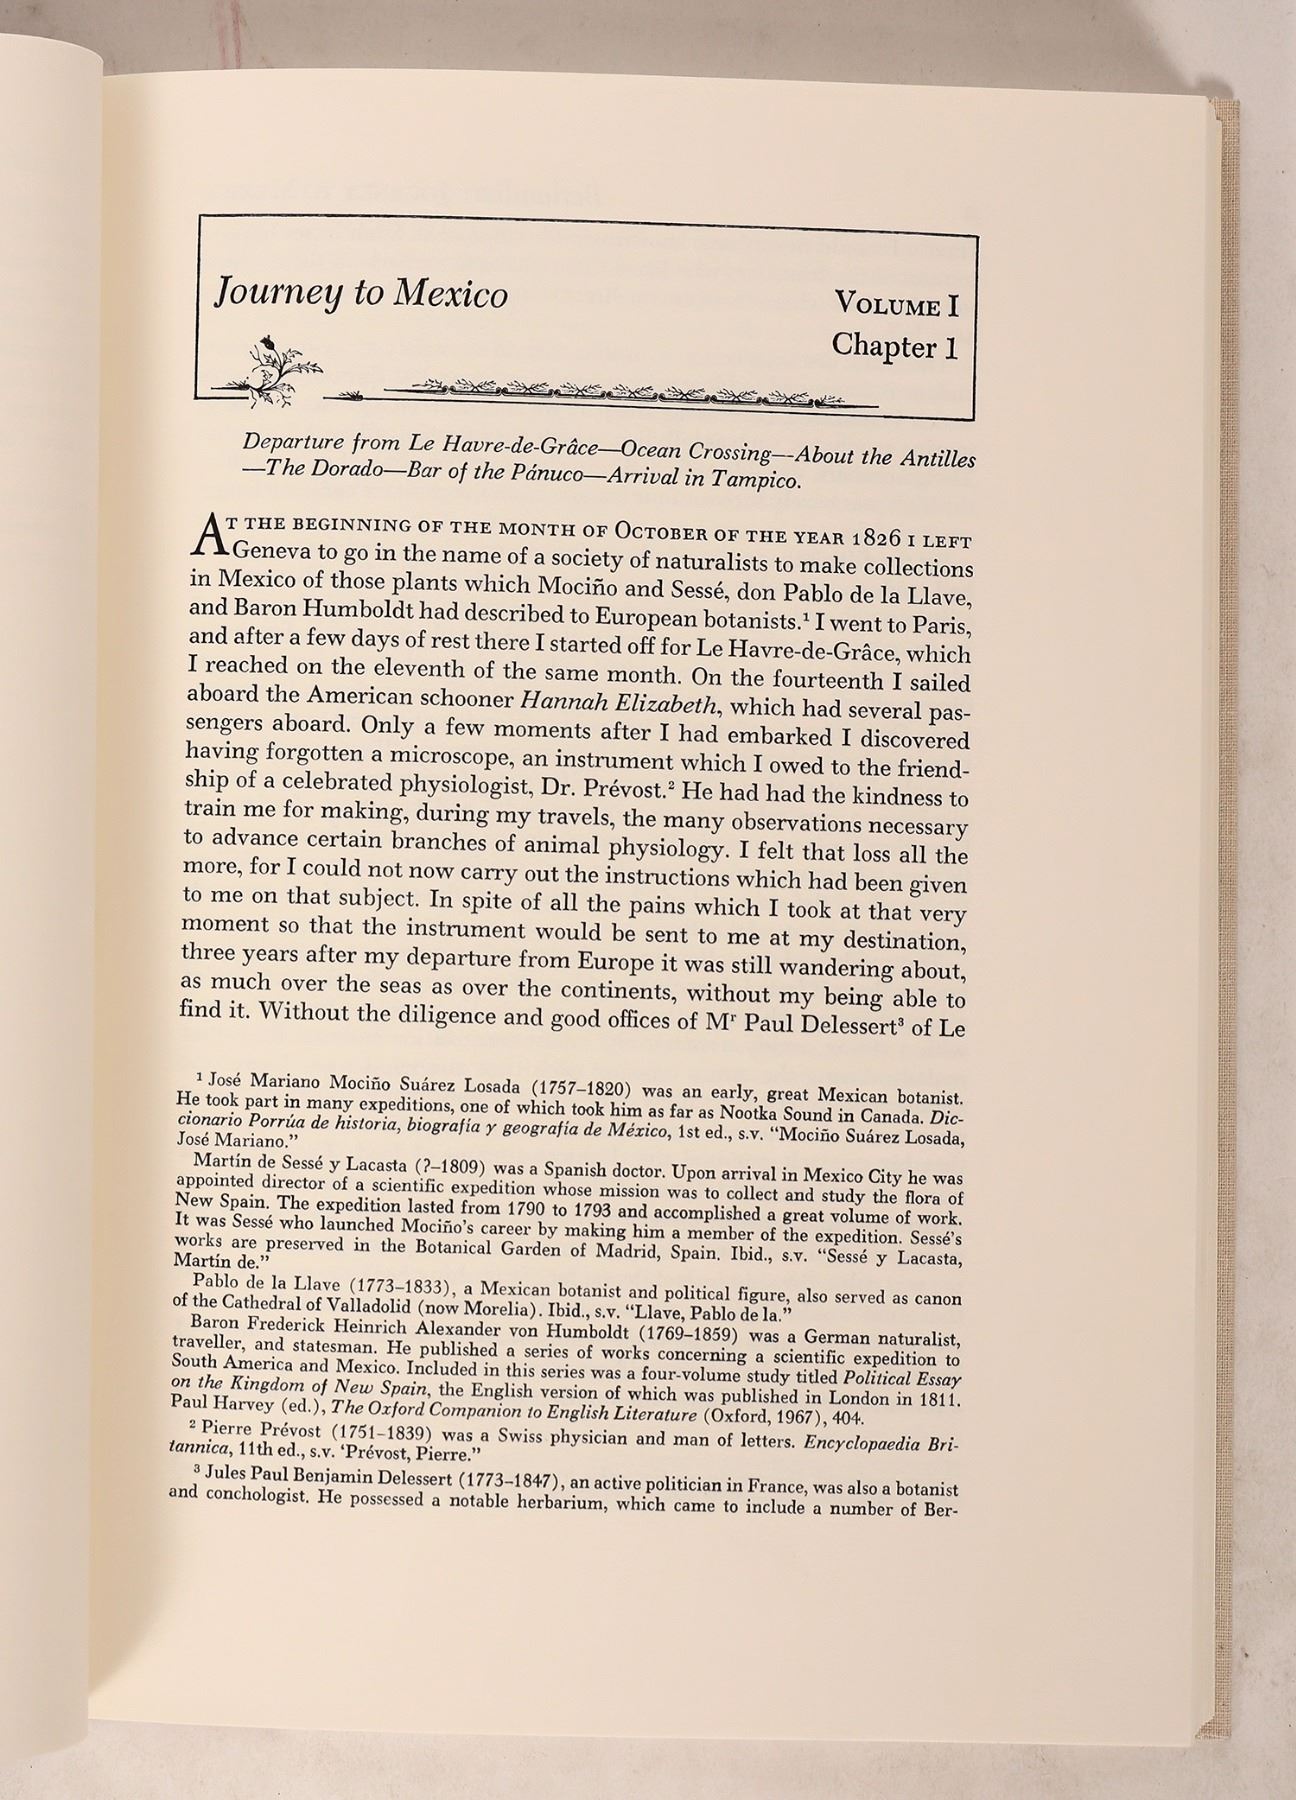 Journey to Mexico
VOLUME I
Chapter 1
Departure from Le Havre-de-Grâce—Ocean Crossing—About the Antilles
—The Dorado—Bar of the Pánuco—Arrival in Tampico.
AT THE BEGINNING OF THE MONTH OF OCTOBER OF THE YEAR 1826 I LEFT
Geneva to go in the name of a society of naturalists to make collections
in Mexico of those plants which Mociño and Sessé, don Pablo de la Llave,
and Baron Humboldt had described to European botanists.¹ I went to Paris,
and after a few days of rest there I started off for Le Havre-de-Grâce, which
I reached on the eleventh of the same month. On the fourteenth I sailed
aboard the American schooner Hannah Elizabeth, which had several pas-
sengers aboard. Only a few moments after I had embarked I discovered
having forgotten a microscope, an instrument which I owed to the friend-
ship of a celebrated physiologist, Dr. Prévost.² He had had the kindness to
train me for making, during my travels, the many observations necessary
to advance certain branches of animal physiology. I felt that loss all the
more, for I could not now carry out the instructions which had been given
to me on that subject. In spite of all the pains which I took at that very
moment so that the instrument would be sent to me at my destination,
three years after my departure from Europe it was still wandering about,
as much over the seas as over the continents, without my being able to
find it. Without the diligence and good offices of Mʳ Paul Delessert³ of Le
¹ José Mariano Mociño Suárez Losada (1757–1820) was an early, great Mexican botanist.
He took part in many expeditions, one of which took him as far as Nootka Sound in Canada. Dic-
cionario Porrúa de historia, biografía y geografía de México, 1st ed., s.v. “Mociño Suárez Losada,
José Mariano.”
Martín de Sessé y Lacasta (?–1809) was a Spanish doctor. Upon arrival in Mexico City he was
appointed director of a scientific expedition whose mission was to collect and study the flora of
New Spain. The expedition lasted from 1790 to 1793 and accomplished a great volume of work.
It was Sessé who launched Mociño’s career by making him a member of the expedition. Sessé’s
works are preserved in the Botanical Garden of Madrid, Spain. Ibid., s.v. “Sessé y Lacasta,
Martín de.”
Pablo de la Llave (1773–1833), a Mexican botanist and political figure, also served as canon
of the Cathedral of Valladolid (now Morelia). Ibid., s.v. “Llave, Pablo de la.”
Baron Frederick Heinrich Alexander von Humboldt (1769–1859) was a German naturalist,
traveller, and statesman. He published a series of works concerning a scientific expedition to
South America and Mexico. Included in this series was a four-volume study titled Political Essay
on the Kingdom of New Spain, the English version of which was published in London in 1811.
Paul Harvey (ed.), The Oxford Companion to English Literature (Oxford, 1967), 404.
² Pierre Prévost (1751–1839) was a Swiss physician and man of letters. Encyclopaedia Bri-
tannica, 11th ed., s.v. ‘Prévost, Pierre.”
³ Jules Paul Benjamin Delessert (1773–1847), an active politician in France, was also a botanist
and conchologist. He possessed a notable herbarium, which came to include a number of Ber-